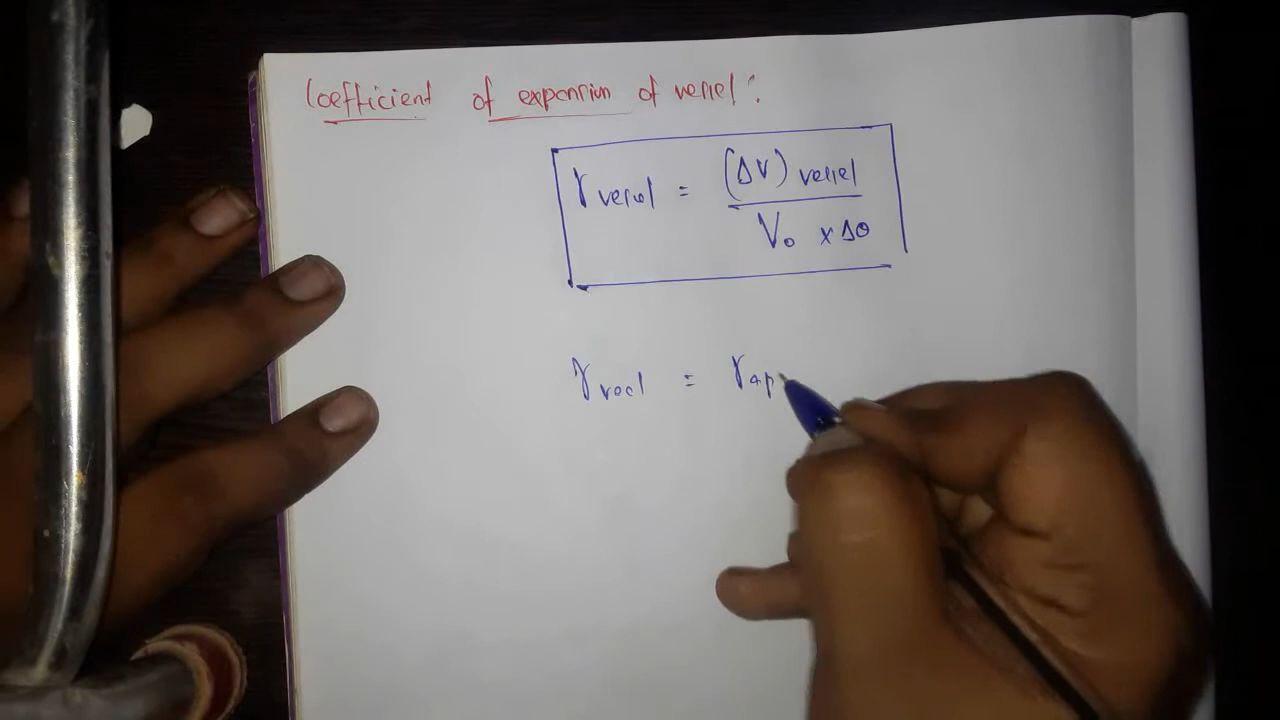 Coefficient of expansion of vessel:
γ vessel = (ΔV) vessel / V₀ × Δθ
γ real = γ ap